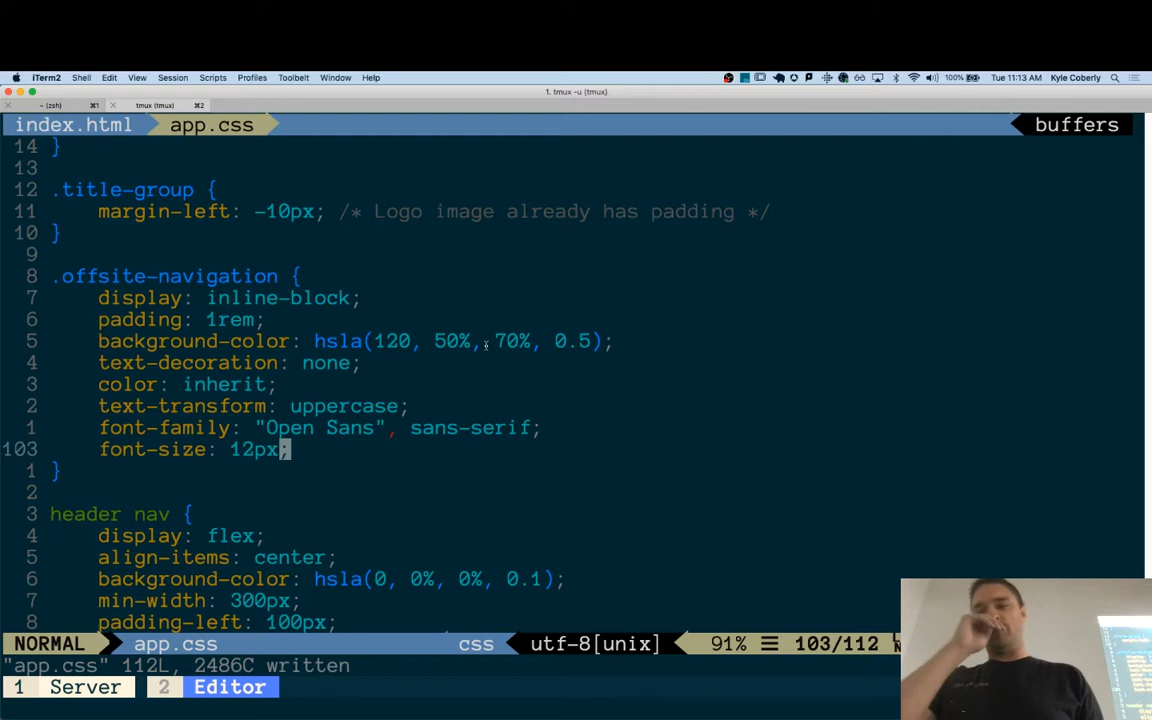 iTerm2 Shell Edit View Session Scripts Profiles Toolbelt Window Help 100% Tue 11:13 AM Kyle Coberly
1. tmux -u (tmux)
~ (zsh) ⌘1 tmux (tmux) ⌘2
index.html app.css buffers
14 }
13
12 .title-group {
11 margin-left: -10px; /* Logo image already has padding */
10 }
9
8 .offsite-navigation {
7 display: inline-block;
6 padding: 1rem;
5 background-color: hsla(120, 50%, 70%, 0.5);
4 text-decoration: none;
3 color: inherit;
2 text-transform: uppercase;
1 font-family: "Open Sans", sans-serif;
103 font-size: 12px;
1 }
2
3 header nav {
4 display: flex;
5 align-items: center;
6 background-color: hsla(0, 0%, 0%, 0.1);
7 min-width: 300px;
8 padding-left: 100px;
NORMAL app.css css utf-8[unix] 91% ☰ 103/112
"app.css" 112L, 2486C written
1 Server 2 Editor